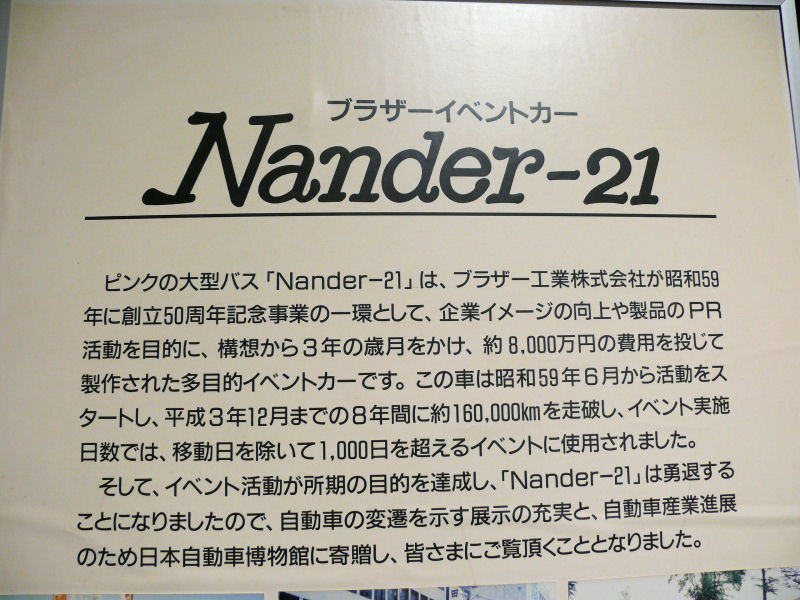 ブラザーイベントカー
Nander-21
ピンクの大型バス「Nander-21」は、ブラザー工業株式会社が昭和59
年に創立50周年記念事業の一環として、企業イメージの向上や製品のPR
活動を目的に、構想から3年の歳月をかけ、約8,000万円の費用を投じて
製作された多目的イベントカーです。この車は昭和59年6月から活動をス
タートし、平成3年12月までの8年間に約160,000kmを走破し、イベント実施
日数では、移動日を除いて1,000日を超えるイベントに使用されました。
そして、イベント活動が所期の目的を達成し、「Nander-21」は勇退する
ことになりましたので、自動車の変遷を示す展示の充実と、自動車産業進展
のため日本自動車博物館に寄贈し、皆さまにご覧頂くこととなりました。